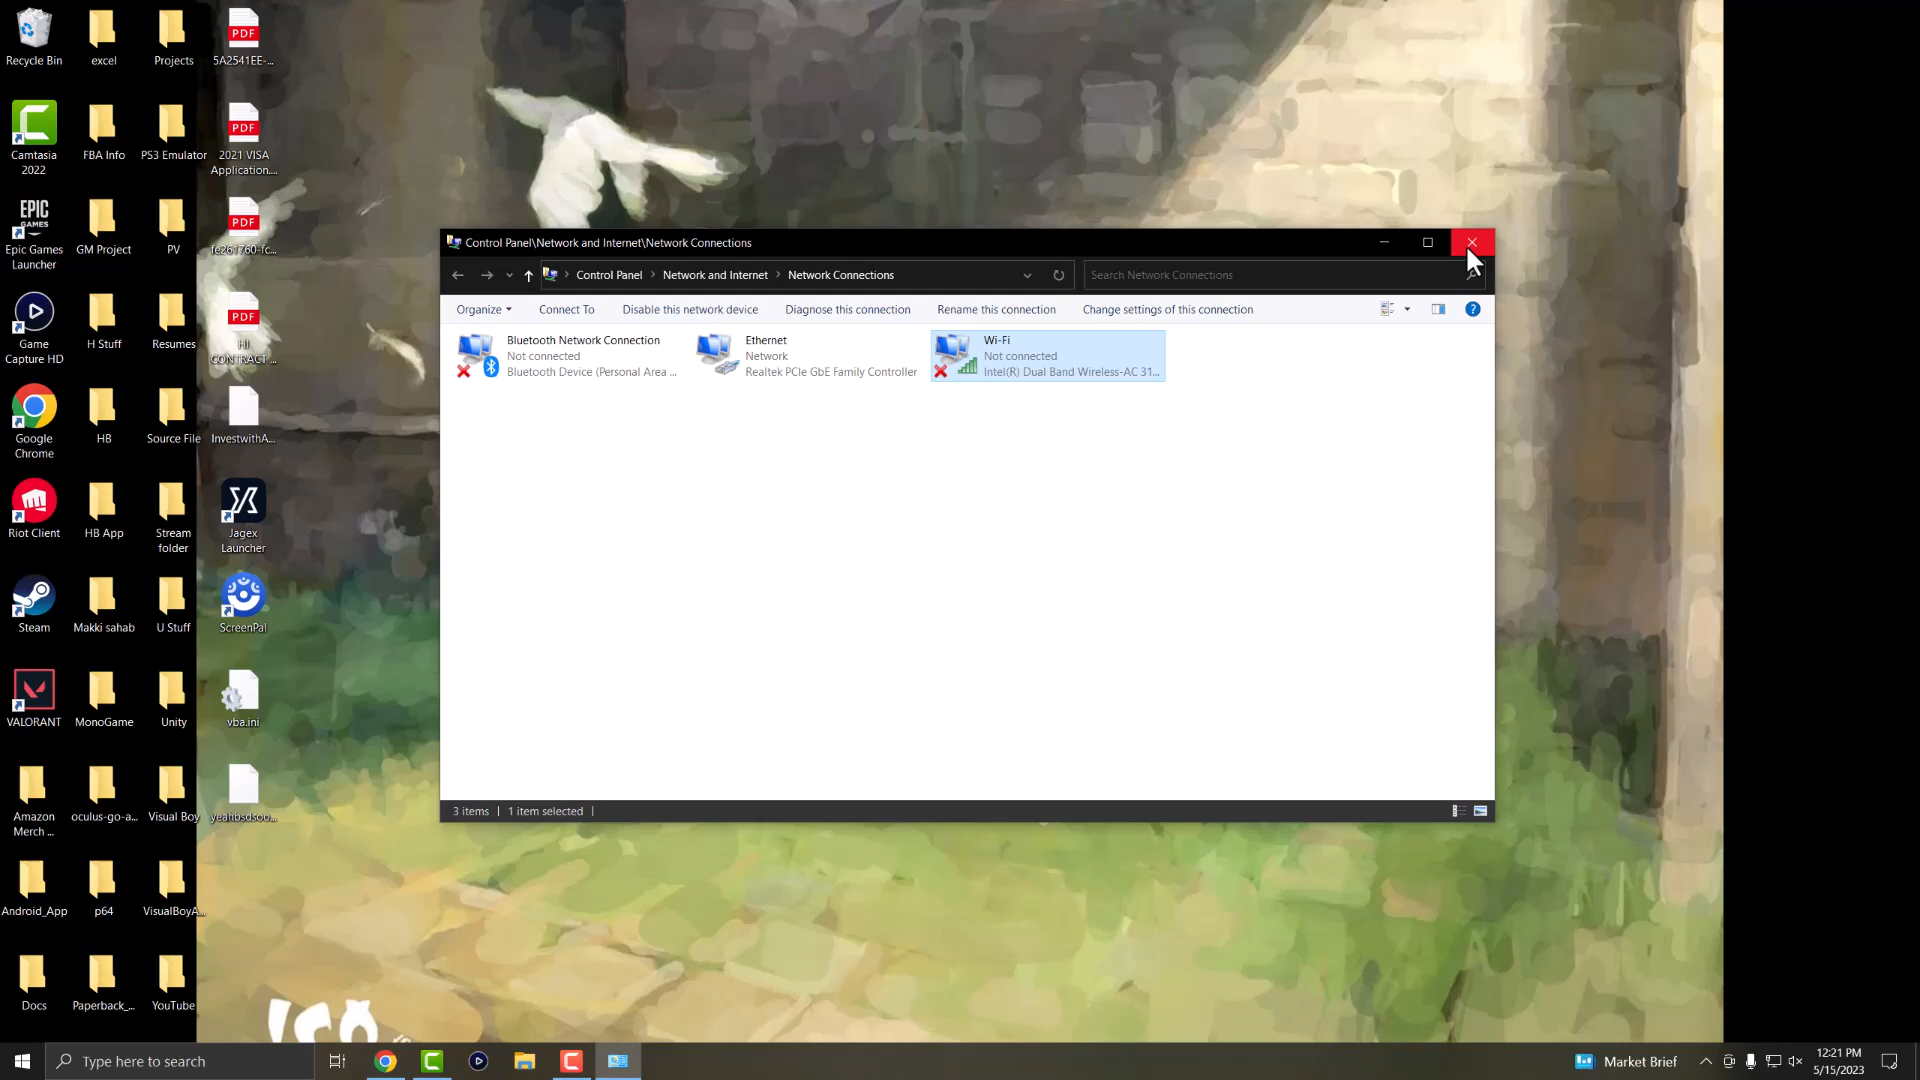 Recycle Bin
excel
Projects
5A2541EE-...
Camtasia
2022
FBA Info
PS3 Emulator
2021 VISA
Application....
EPIC
GAMES
Epic Games
Launcher
GM Project
PV
fe261760-fc...
Game
Capture HD
H Stuff
Resumes
HI
CONTRACT ...
Google
Chrome
HB
Source File
InvestwithA...
Riot Client
HB App
Stream
folder
Jagex
Launcher
Steam
Makki sahab
U Stuff
ScreenPal
VALORANT
MonoGame
Unity
vba.ini
Amazon
Merch ...
oculus-go-a...
Visual Boy
yeahbsdsoo...
Android_App
p64
VisualBoyA...
Docs
Paperback_...
YouTube
PDF
PDF
PDF
PDF
Control Panel\Network and Internet\Network Connections
Control Panel > Network and Internet > Network Connections
Search Network Connections
Organize
Connect To
Disable this network device
Diagnose this connection
Rename this connection
Change settings of this connection
Bluetooth Network Connection
Not connected
Bluetooth Device (Personal Area ...
Ethernet
Network
Realtek PCIe GbE Family Controller
Wi-Fi
Not connected
Intel(R) Dual Band Wireless-AC 31...
3 items
1 item selected
ICO
Type here to search
Market Brief
12:21 PM
5/15/2023